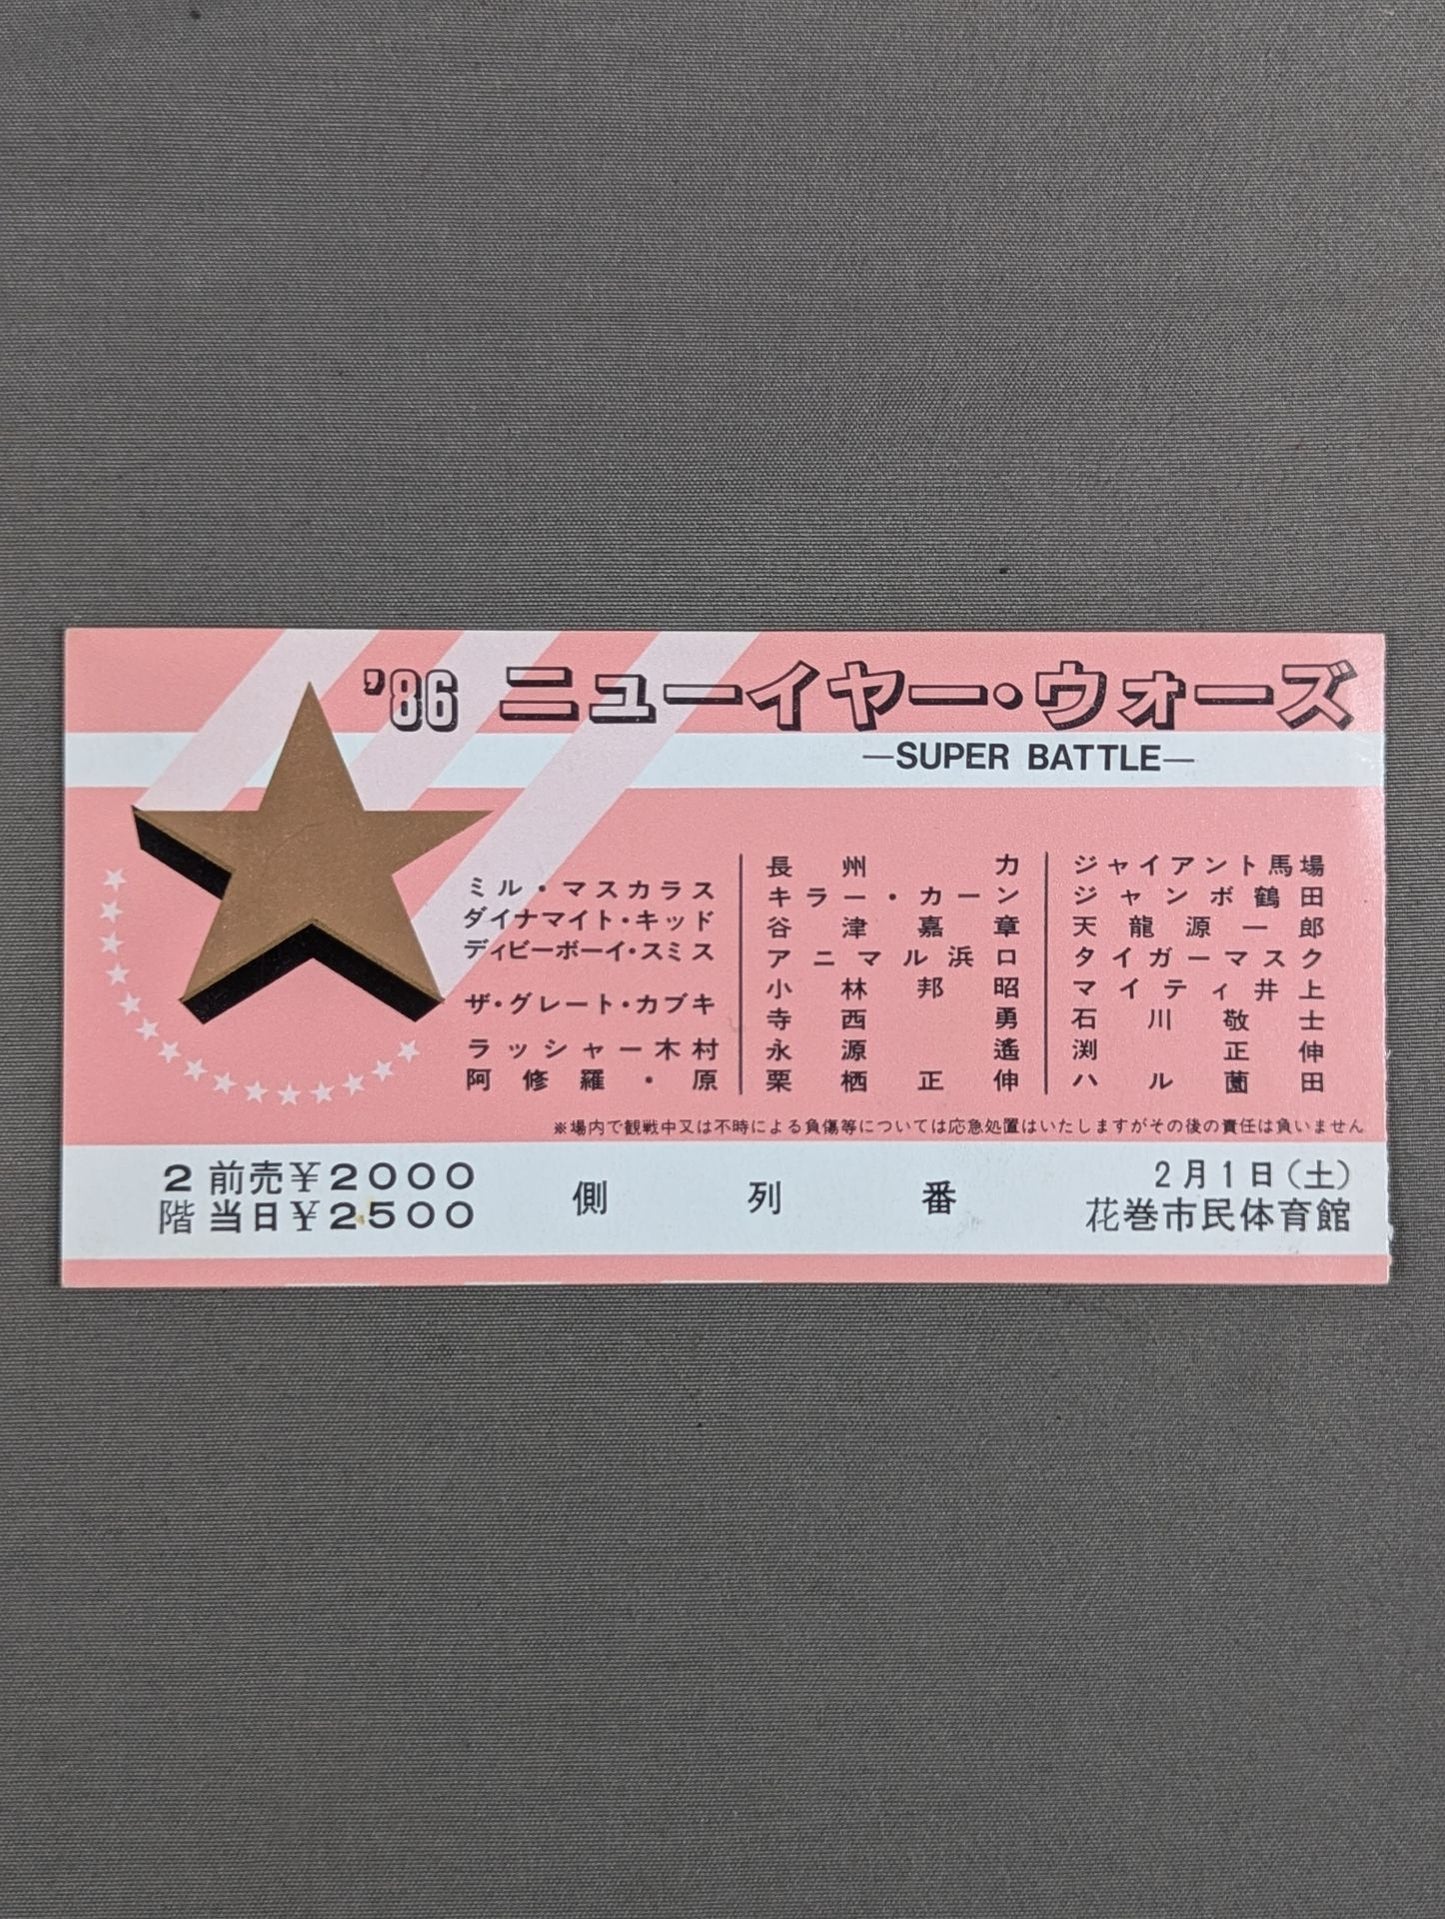 '86 ニューイヤー・ウォーズ
—SUPER BATTLE—
ジャイアント馬場
ジャンボ鶴田
天龍源一郎
タイガーマスク
マイティ井上
石川敬士
渕正伸
ハル薗田
長州力
キラー・カーン
谷津嘉章
アニマル浜口
小林邦昭
寺西勇
永源遙
栗栖正伸
ミル・マスカラス
ダイナマイト・キッド
ディビーボーイ・スミス
ザ・グレート・カブキ
ラッシャー木村
阿修羅・原
※場内で観戦中又は不時による負傷等については応急処置はいたしますがその後の責任は負いません
2階 前売¥2000
当日¥2500
側 列 番
2月1日(土)
花巻市民体育館